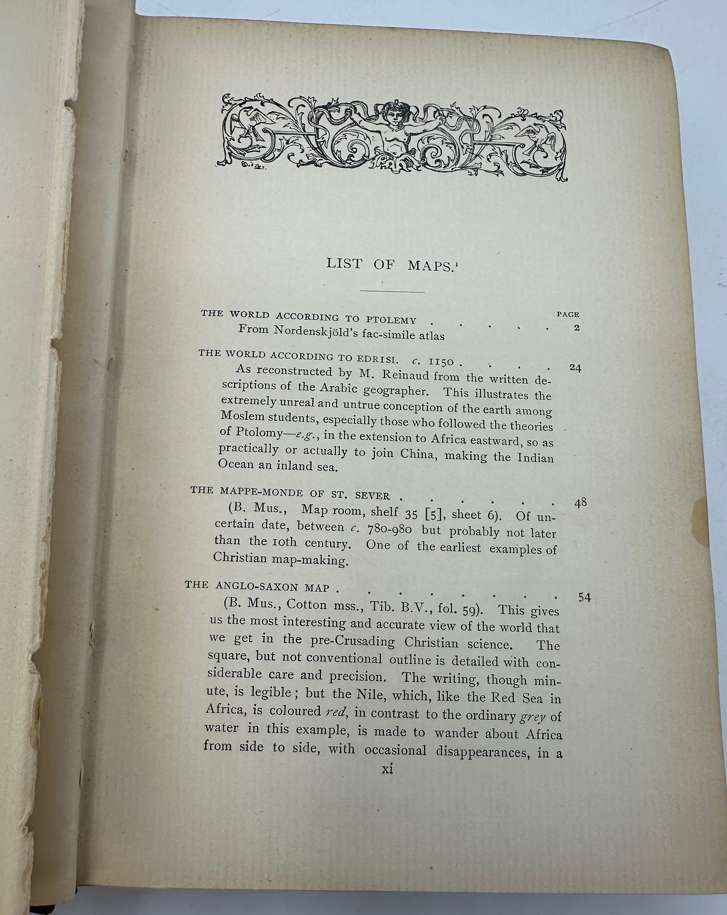 LIST OF MAPS.¹
PAGE
THE WORLD ACCORDING TO PTOLEMY . . . . . 2
From Nordenskjöld's fac-simile atlas
THE WORLD ACCORDING TO EDRISI. c. 1150 . . . . 24
As reconstructed by M. Reinaud from the written de-
scriptions of the Arabic geographer. This illustrates the
extremely unreal and untrue conception of the earth among
Moslem students, especially those who followed the theories
of Ptolomy—e.g., in the extension to Africa eastward, so as
practically or actually to join China, making the Indian
Ocean an inland sea.
THE MAPPE-MONDE OF ST. SEVER . . . . . . 48
(B. Mus., Map room, shelf 35 [5], sheet 6). Of un-
certain date, between c. 780-980 but probably not later
than the 10th century. One of the earliest examples of
Christian map-making.
THE ANGLO-SAXON MAP . . . . . . . . 54
(B. Mus., Cotton mss., Tib. B.V., fol. 59). This gives
us the most interesting and accurate view of the world that
we get in the pre-Crusading Christian science. The
square, but not conventional outline is detailed with con-
siderable care and precision. The writing, though min-
ute, is legible; but the Nile, which, like the Red Sea in
Africa, is coloured red, in contrast to the ordinary grey of
water in this example, is made to wander about Africa
from side to side, with occasional disappearances, in a
xi